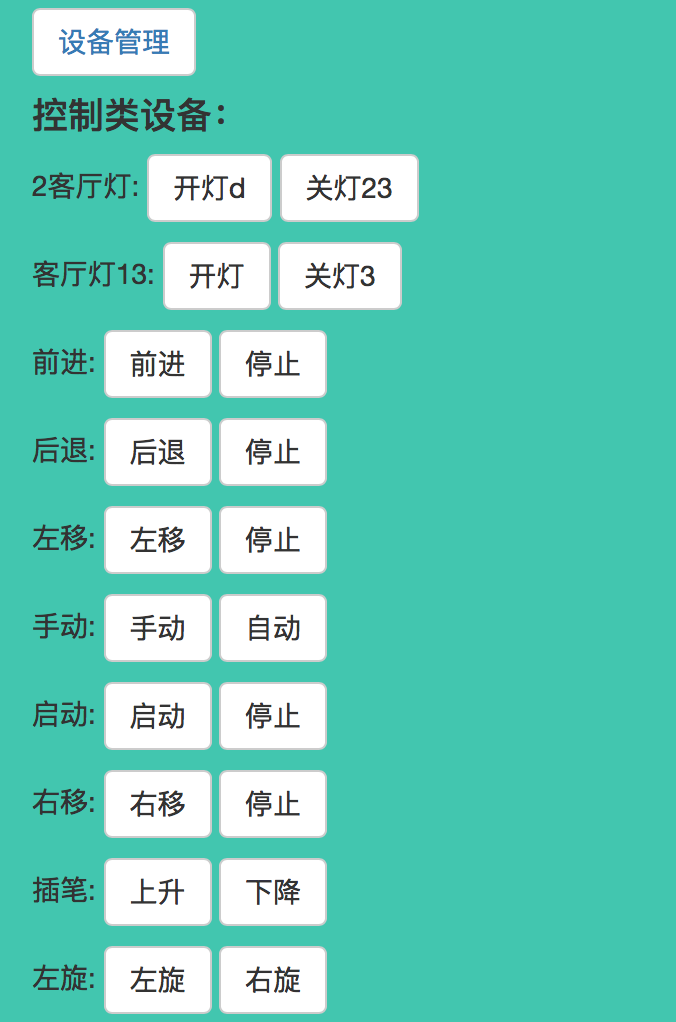 设备管理
控制类设备：
2客厅灯: 开灯d 关灯23
客厅灯13: 开灯 关灯3
前进: 前进 停止
后退: 后退 停止
左移: 左移 停止
手动: 手动 自动
启动: 启动 停止
右移: 右移 停止
插笔: 上升 下降
左旋: 左旋 右旋